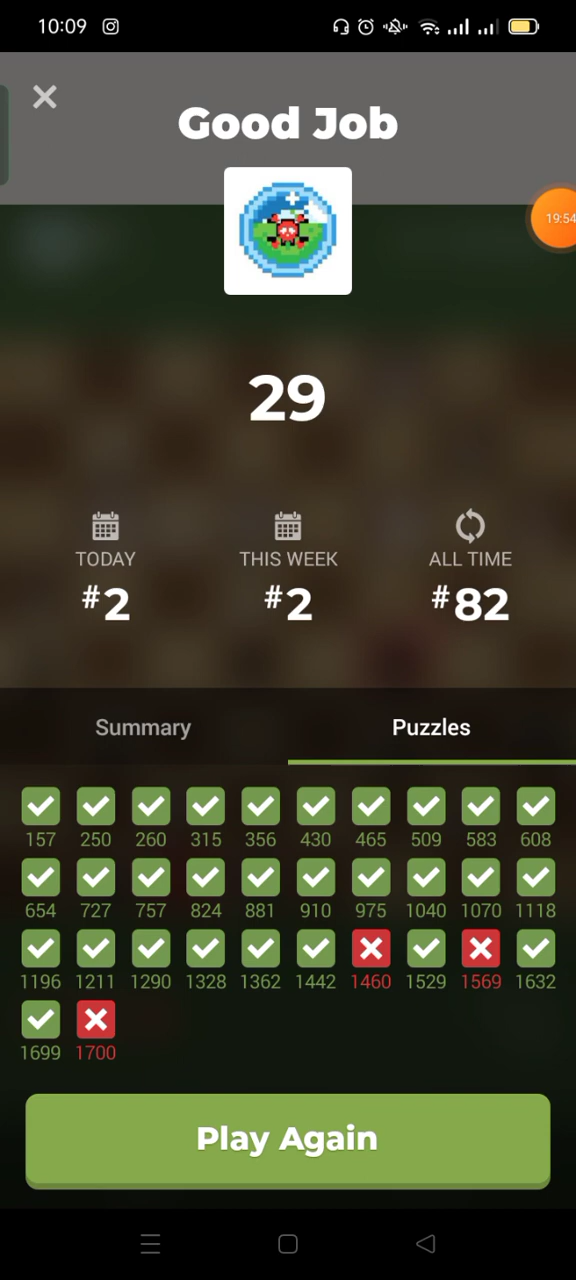 10:09
Good Job
19:54
29
TODAY THIS WEEK ALL TIME
#2 #2 #82
Summary Puzzles
157 250 260 315 356 430 465 509 583 608
654 727 757 824 881 910 975 1040 1070 1118
1196 1211 1290 1328 1362 1442 1460 1529 1569 1632
1699 1700
Play Again